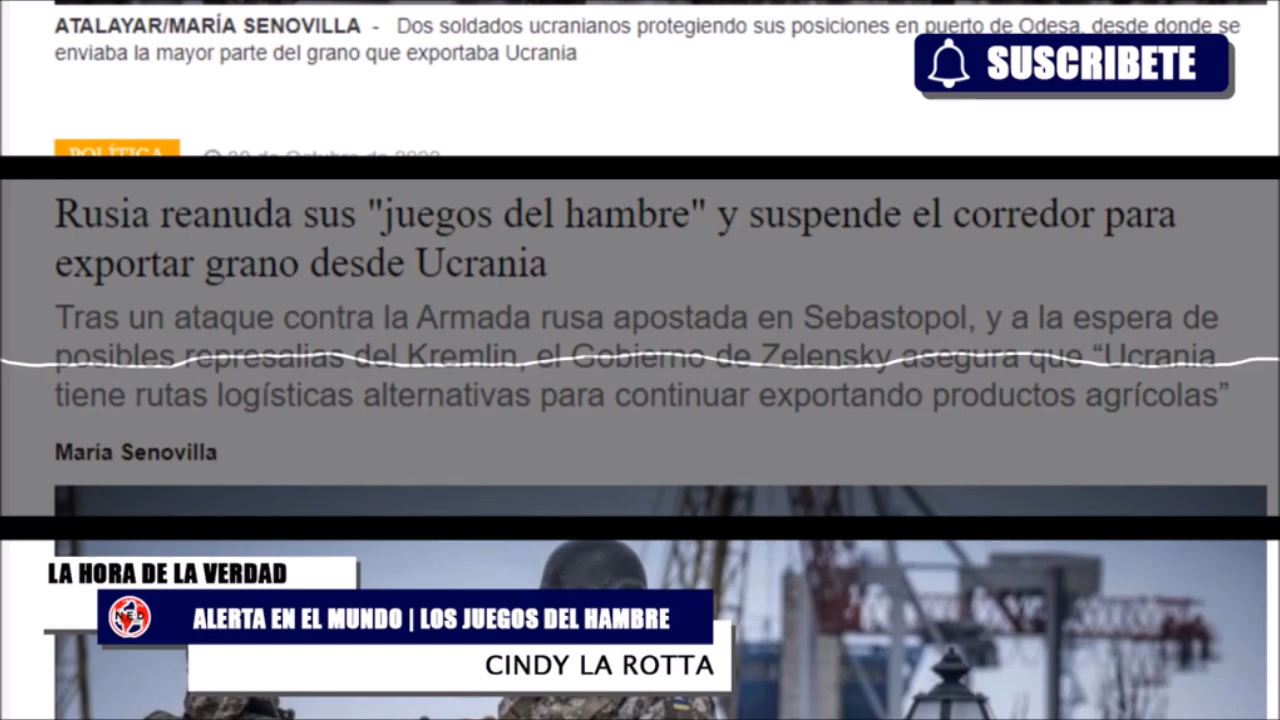 ATALAYAR/MARÍA SENOVILLA - Dos soldados ucranianos protegiendo sus posiciones en puerto de Odesa, desde donde se
enviaba la mayor parte del grano que exportaba Ucrania
SUSCRIBETE
POLÍTICA de Octubre de
Rusia reanuda sus "juegos del hambre" y suspende el corredor para
exportar grano desde Ucrania
Tras un ataque contra la Armada rusa apostada en Sebastopol, y a la espera de
posibles represalias del Kremlin, el Gobierno de Zelensky asegura que “Ucrania
tiene rutas logísticas alternativas para continuar exportando productos agrícolas”
María Senovilla
LA HORA DE LA VERDAD
ALERTA EN EL MUNDO | LOS JUEGOS DEL HAMBRE
CINDY LA ROTTA